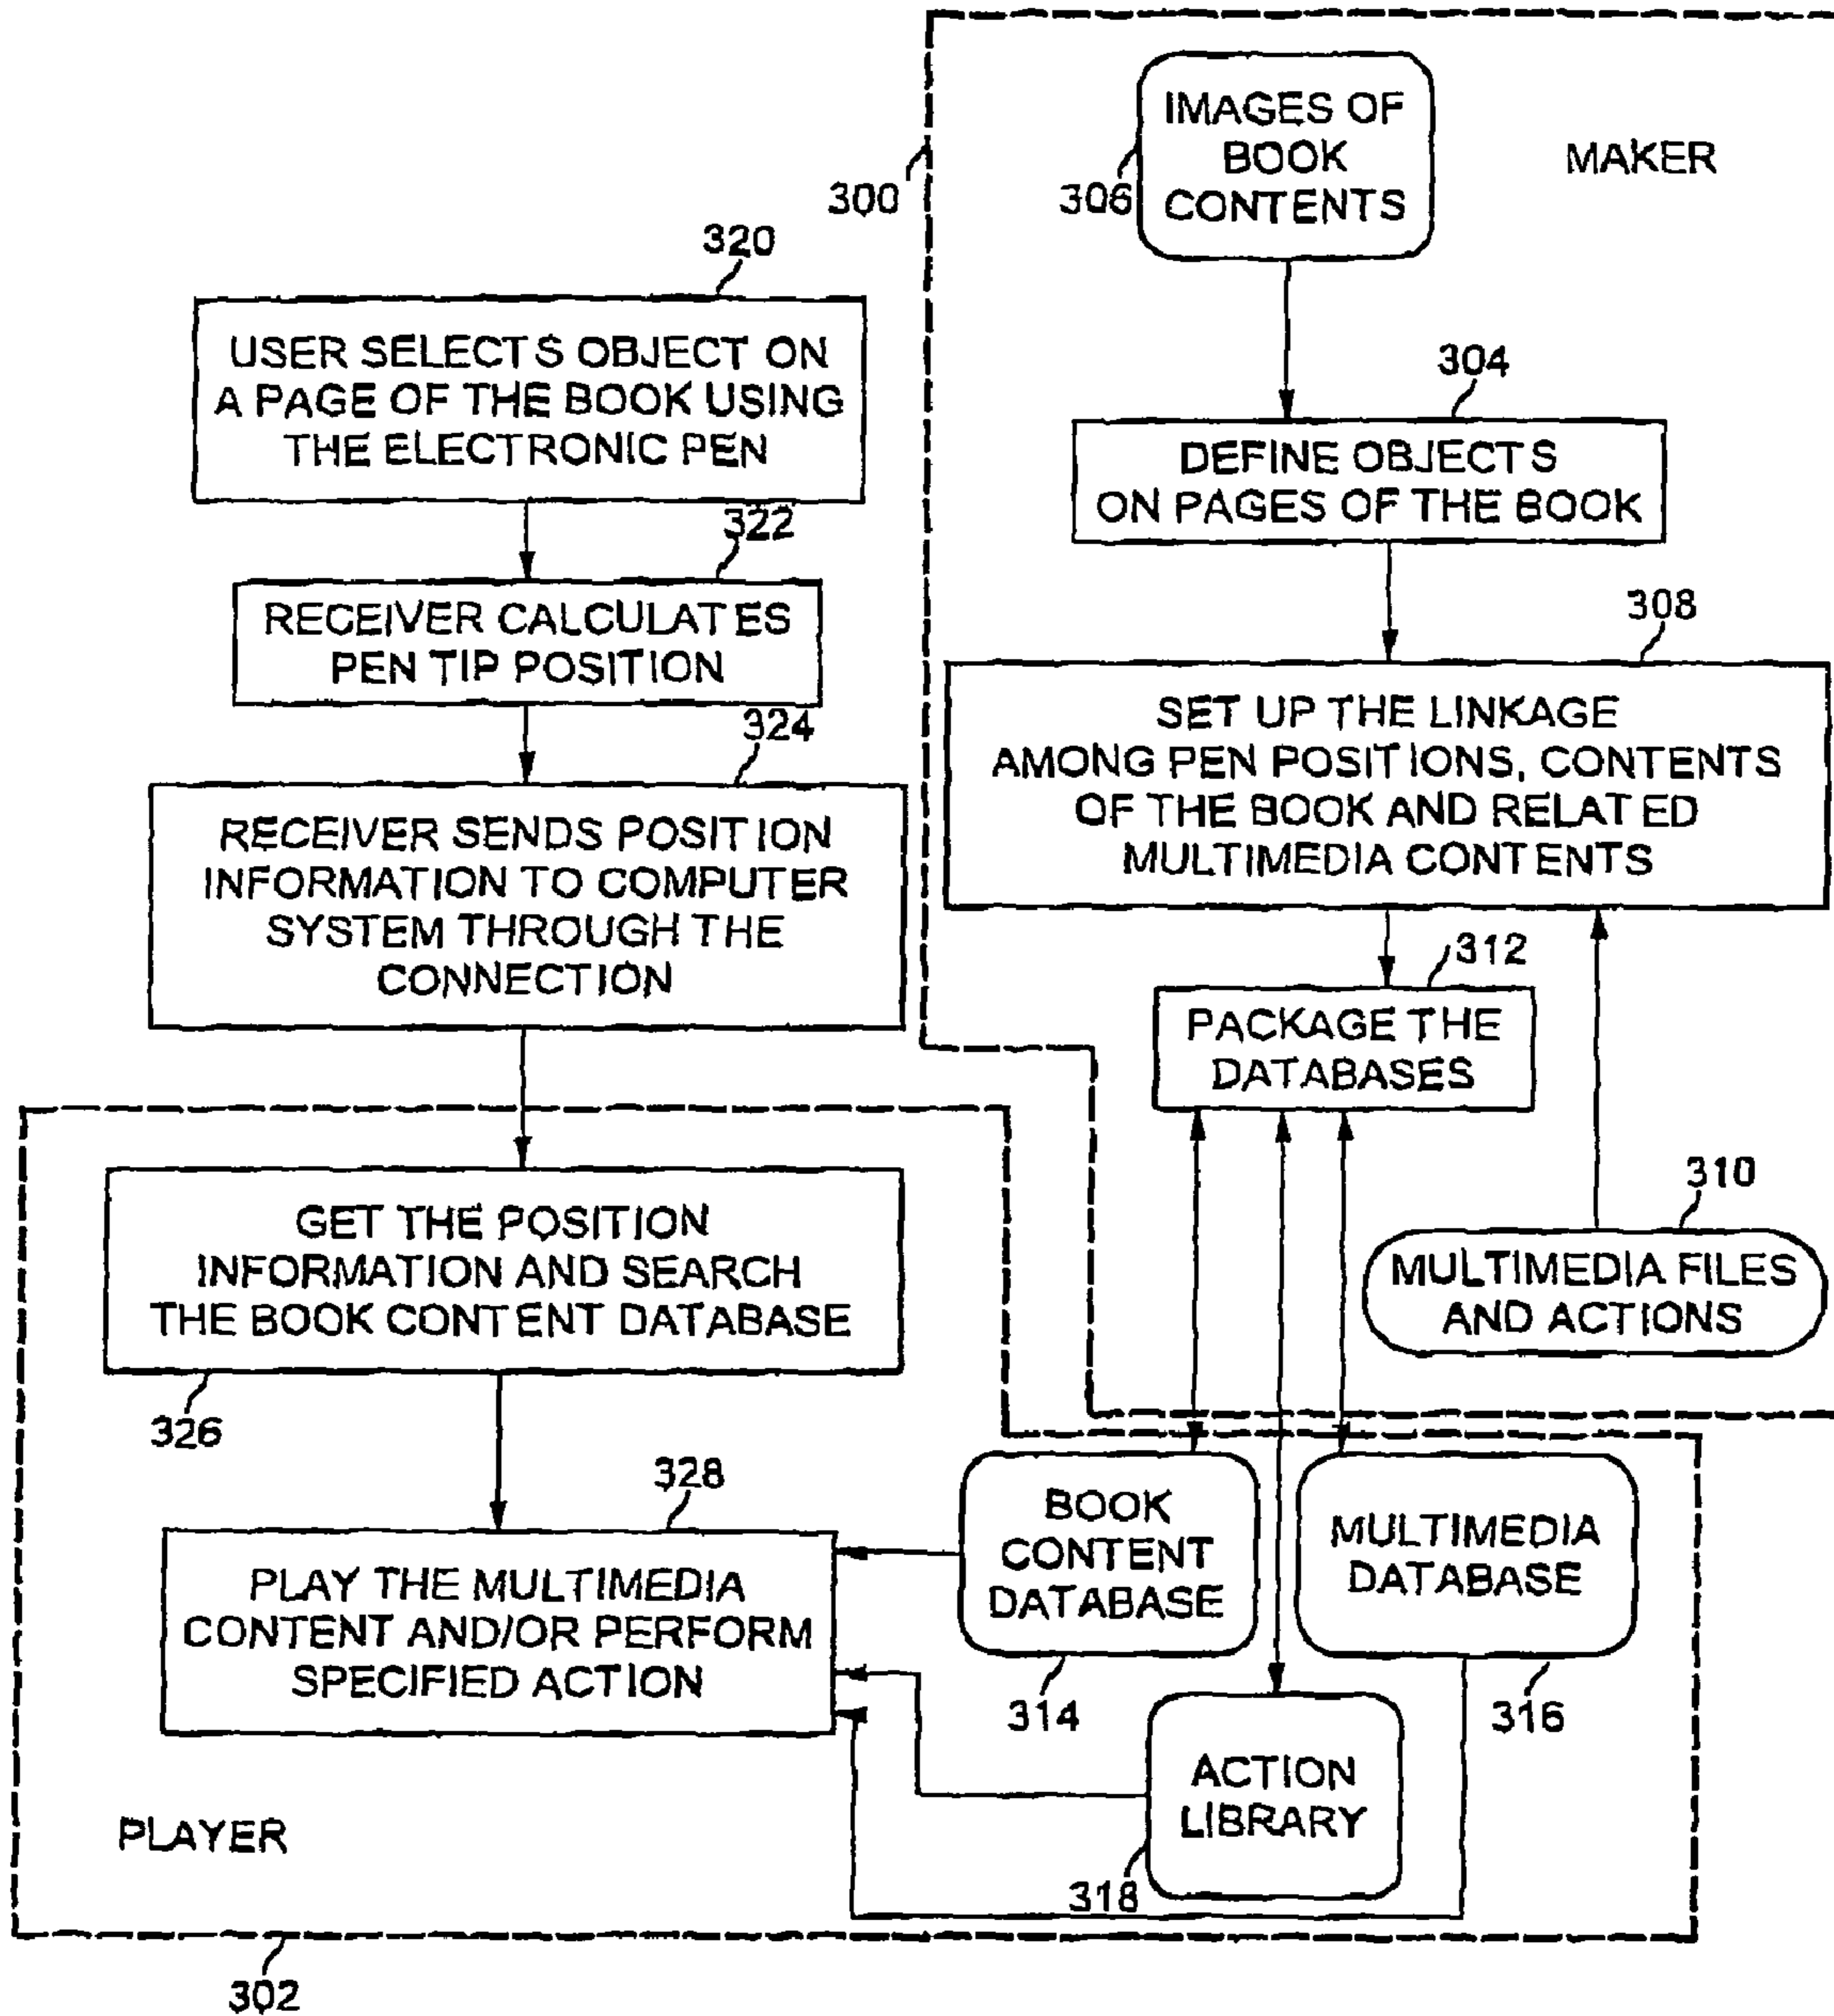 300
306
IMAGES OF
BOOK
CONTENTS
MAKER
304
DEFINE OBJECTS
ON PAGES OF THE BOOK
308
SET UP THE LINKAGE
AMONG PEN POSITIONS, CONTENTS
OF THE BOOK AND RELATED
MULTIMEDIA CONTENTS
312
PACKAGE THE
DATABASES
310
MULTIMEDIA FILES
AND ACTIONS
320
USER SELECTS OBJECT ON
A PAGE OF THE BOOK USING
THE ELECTRONIC PEN
322
RECEIVER CALCULATES
PEN TIP POSITION
324
RECEIVER SENDS POSITION
INFORMATION TO COMPUTER
SYSTEM THROUGH THE
CONNECTION
GET THE POSITION
INFORMATION AND SEARCH
THE BOOK CONTENT DATABASE
326
328
PLAY THE MULTIMEDIA
CONTENT AND/OR PERFORM
SPECIFIED ACTION
BOOK
CONTENT
DATABASE
314
MULTIMEDIA
DATABASE
316
ACTION
LIBRARY
318
PLAYER
302